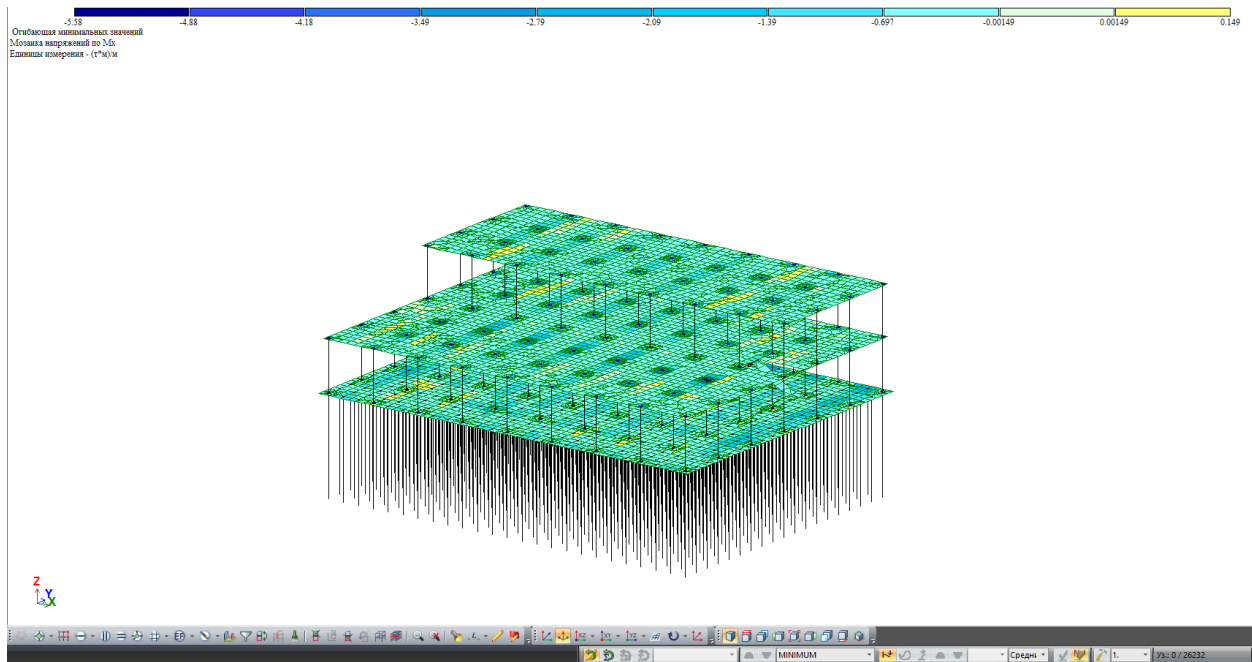 -5.58 -4.88 -4.18 -3.49 -2.79 -2.09 -1.39 -0.697 -0.00149 0.00149 0.149
Огибающая минимальных значений
Мозаика напряжений по Mx
Единицы измерения - (т*м)/м
Z
Y
X
MINIMUM
Средн
1.
Уз.: 0 / 26232